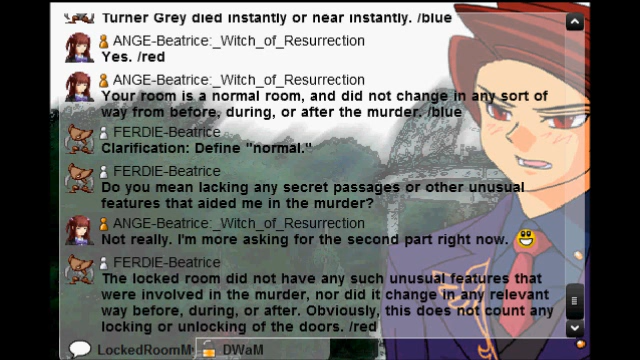 Turner Grey died instantly or near instantly. /blue
ANGE-Beatrice:_Witch_of_Resurrection
Yes. /red
ANGE-Beatrice:_Witch_of_Resurrection
Your room is a normal room, and did not change in any sort of
way from before, during, or after the murder. /blue
FERDIE-Beatrice
Clarification: Define "normal."
FERDIE-Beatrice
Do you mean lacking any secret passages or other unusual
features that aided me in the murder?
ANGE-Beatrice:_Witch_of_Resurrection
Not really. I'm more asking for the second part right now.
FERDIE-Beatrice
The locked room did not have any such unusual features that
were involved in the murder, nor did it change in any relevant
way before, during, or after. Obviously, this does not count any
locking or unlocking of the doors. /red
LockedRoomMy
DWaM